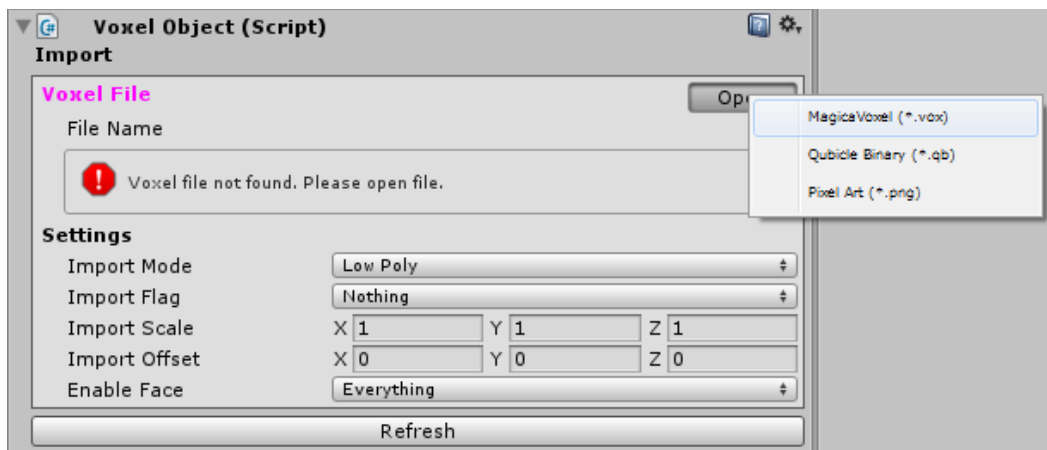 Voxel Object (Script)
Import
Voxel File
Op
MagicaVoxel (*.vox)
File Name
Qubicle Binary (*.qb)
Voxel file not found. Please open file.
Pixel Art (*.png)
Settings
Import Mode Low Poly
Import Flag Nothing
Import Scale X 1 Y 1 Z 1
Import Offset X 0 Y 0 Z 0
Enable Face Everything
Refresh